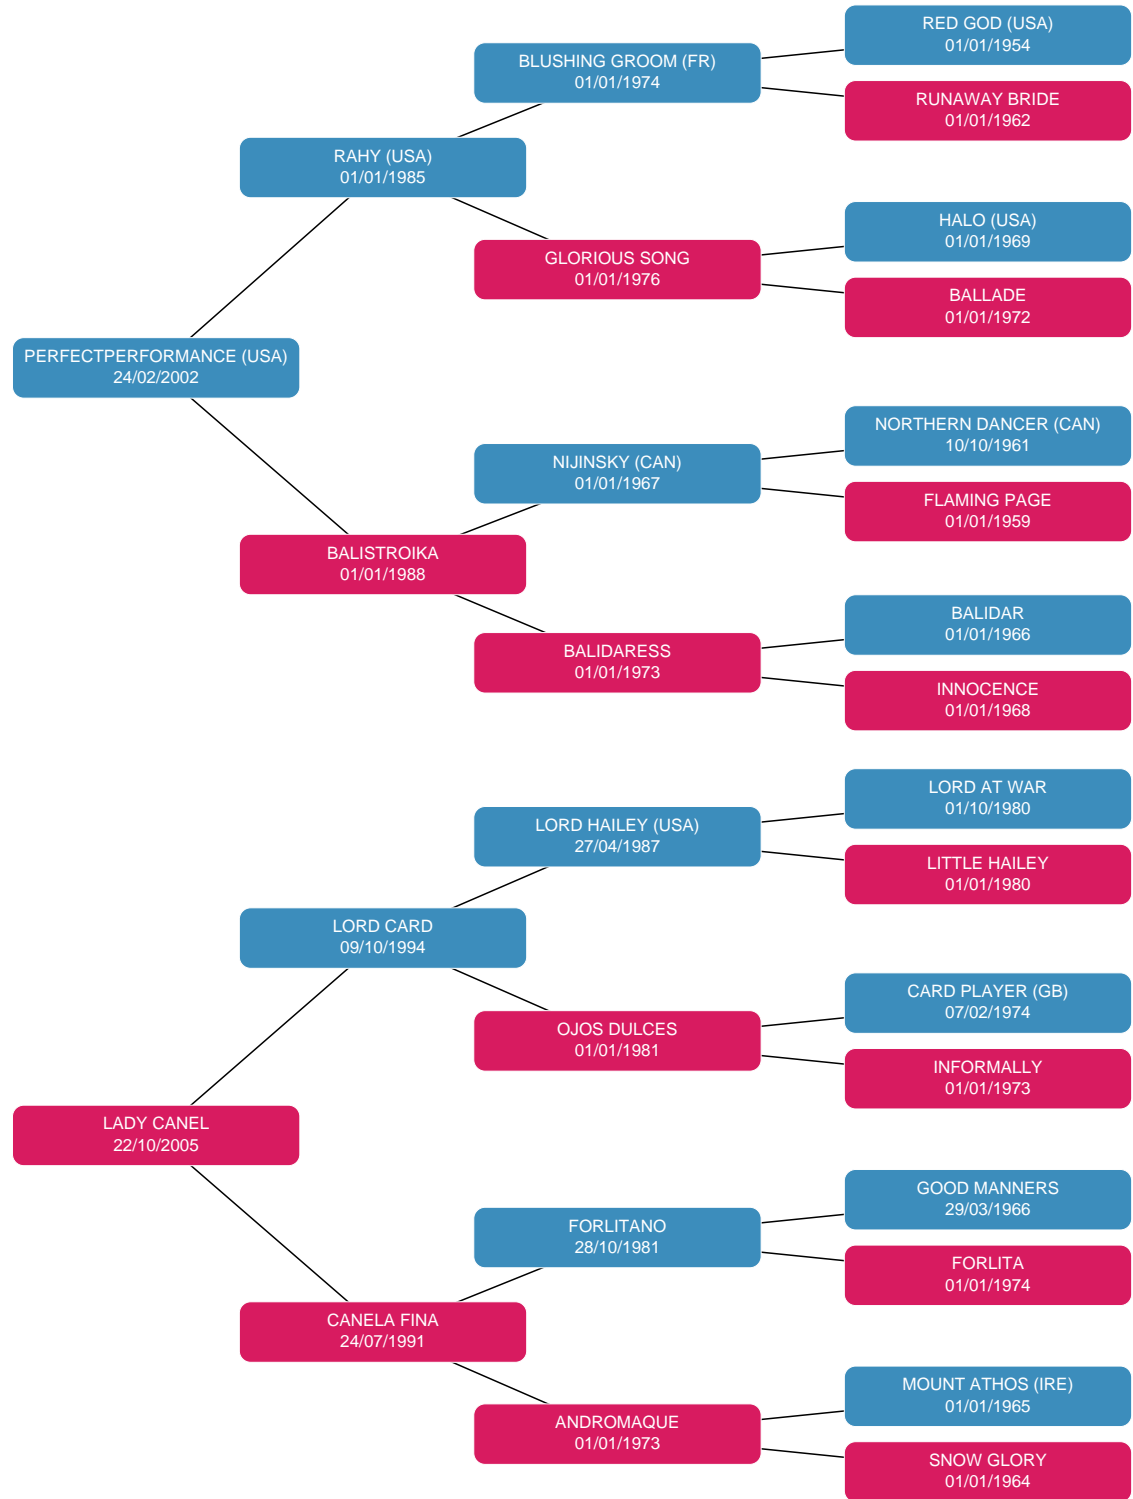 RED GOD (USA)
01/01/1954
BLUSHING GROOM (FR)
01/01/1974
RUNAWAY BRIDE
01/01/1962
RAHY (USA)
01/01/1985
HALO (USA)
01/01/1969
GLORIOUS SONG
01/01/1976
BALLADE
01/01/1972
PERFECTPERFORMANCE (USA)
24/02/2002
NORTHERN DANCER (CAN)
10/10/1961
NIJINSKY (CAN)
01/01/1967
FLAMING PAGE
01/01/1959
BALISTROIKA
01/01/1988
BALIDAR
01/01/1966
BALIDARESS
01/01/1973
INNOCENCE
01/01/1968
LORD AT WAR
01/10/1980
LORD HAILEY (USA)
27/04/1987
LITTLE HAILEY
01/01/1980
LORD CARD
09/10/1994
CARD PLAYER (GB)
07/02/1974
OJOS DULCES
01/01/1981
INFORMALLY
01/01/1973
LADY CANEL
22/10/2005
GOOD MANNERS
29/03/1966
FORLITANO
28/10/1981
FORLITA
01/01/1974
CANELA FINA
24/07/1991
MOUNT ATHOS (IRE)
01/01/1965
ANDROMAQUE
01/01/1973
SNOW GLORY
01/01/1964